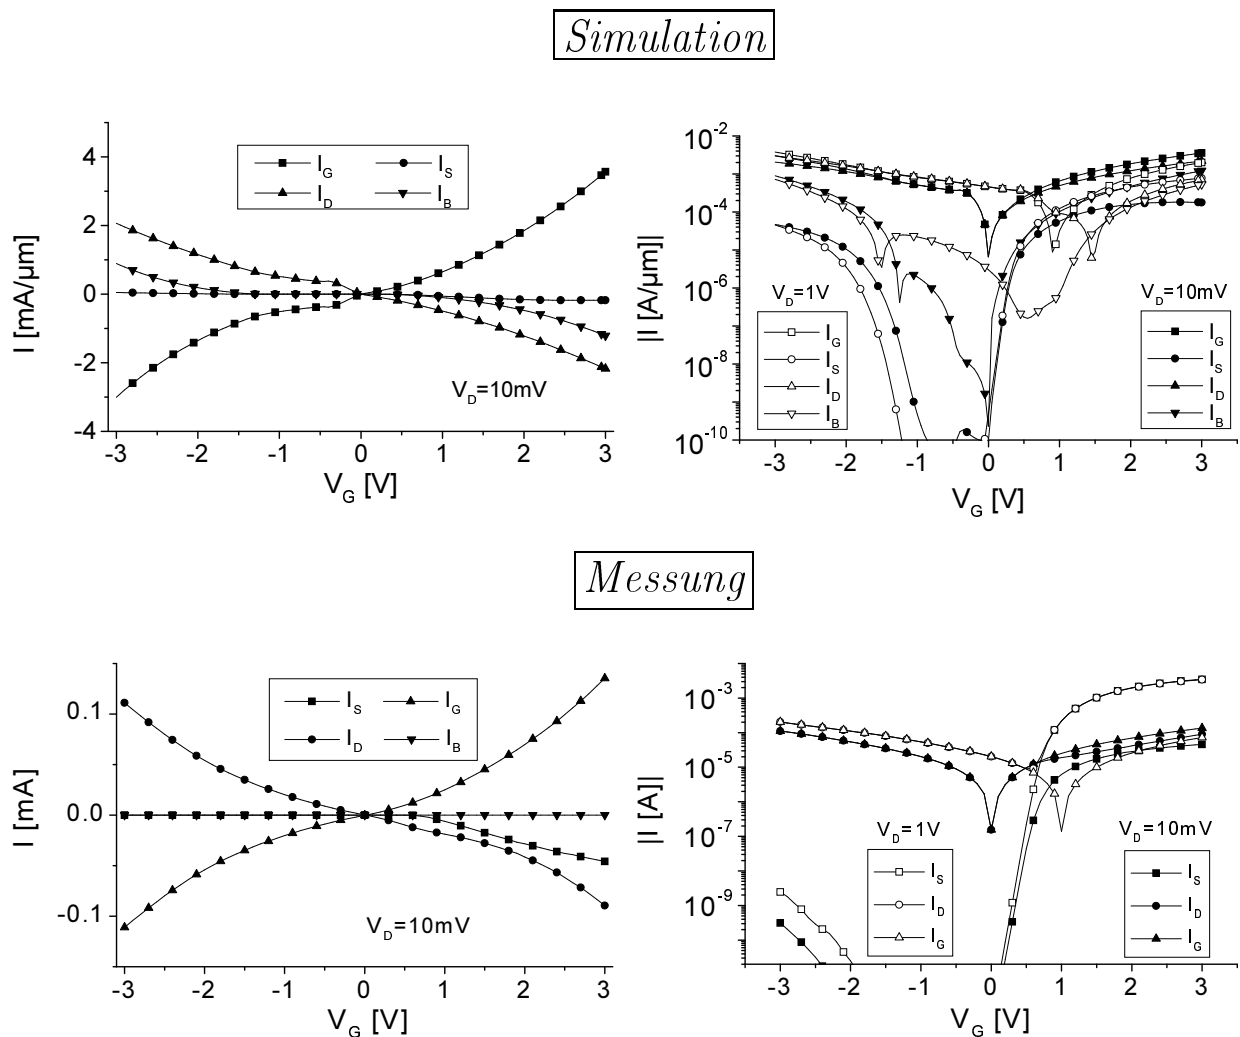 Simulation
I [mA/µm]
4
2
0
-2
-4
I_G
I_S
I_D
I_B
V_D=10mV
-3 -2 -1 0 1 2 3
V_G [V]
|I [A/µm]|
10^-2
10^-4
10^-6
10^-8
10^-10
V_D=1V
I_G
I_S
I_D
I_B
V_D=10mV
I_G
I_S
I_D
I_B
-3 -2 -1 0 1 2 3
V_G [V]
Messung
I [mA]
0.1
0.0
-0.1
I_S
I_G
I_D
I_B
V_D=10mV
-3 -2 -1 0 1 2 3
V_G [V]
|I [A]|
10^-3
10^-5
10^-7
10^-9
V_D=1V
I_S
I_D
I_G
V_D=10mV
I_S
I_D
I_G
-3 -2 -1 0 1 2 3
V_G [V]